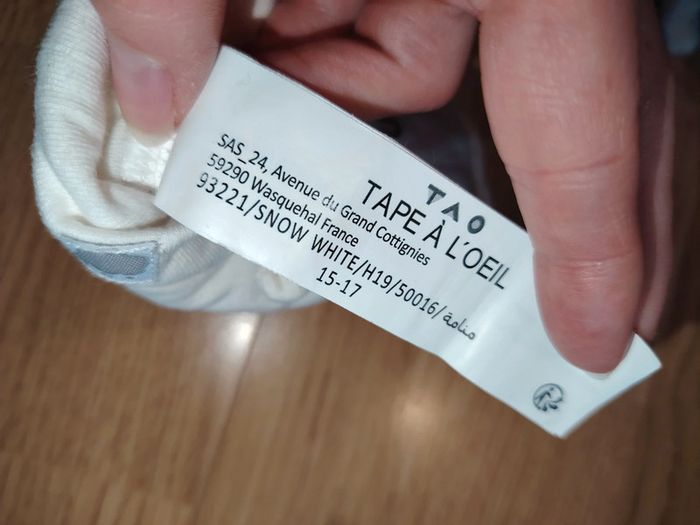 TAO
TAPE À L'OEIL
SAS_24, Avenue du Grand Cottignies
59290 Wasquehal France
93221/SNOW WHITE/H19/50016/منامة
15-17